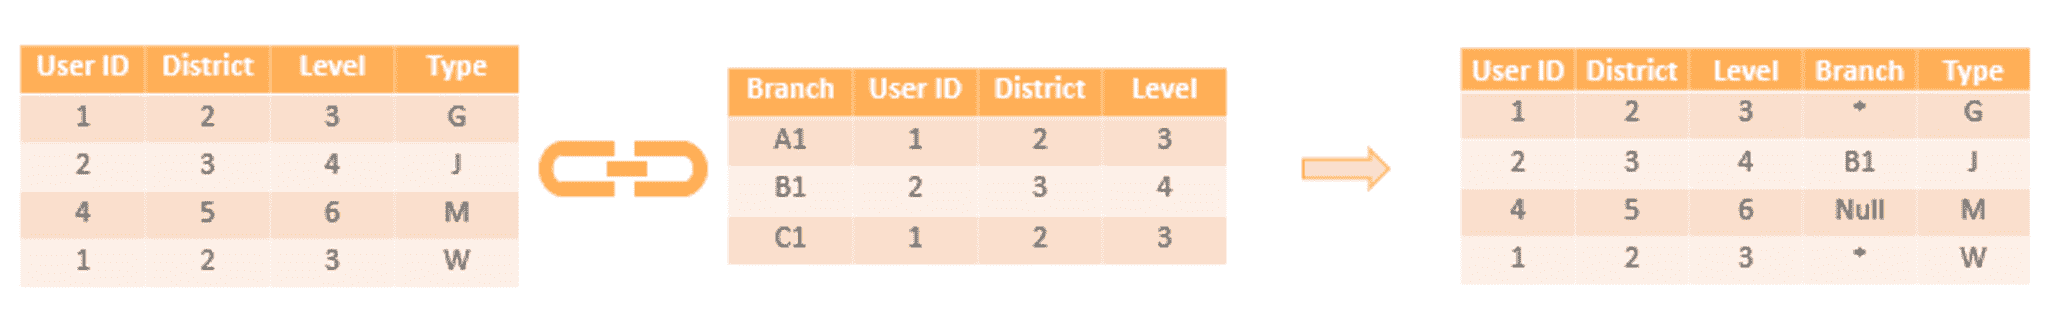 User ID District Level Type
1 2 3 G
2 3 4 J
4 5 6 M
1 2 3 W
Branch User ID District Level
A1 1 2 3
B1 2 3 4
C1 1 2 3
User ID District Level Branch Type
1 2 3 * G
2 3 4 B1 J
4 5 6 Null M
1 2 3 * W